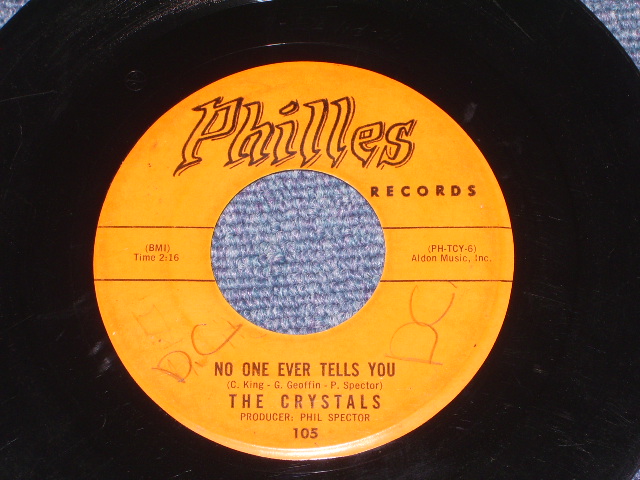 Philles
RECORDS
(BMI)
Time 2:16
(PH-TCY-6)
Aldon Music, Inc.
D.C.
DC
NO ONE EVER TELLS YOU
(C. King - G. Geoffin - P. Spector)
THE CRYSTALS
PRODUCER: PHIL SPECTOR
105